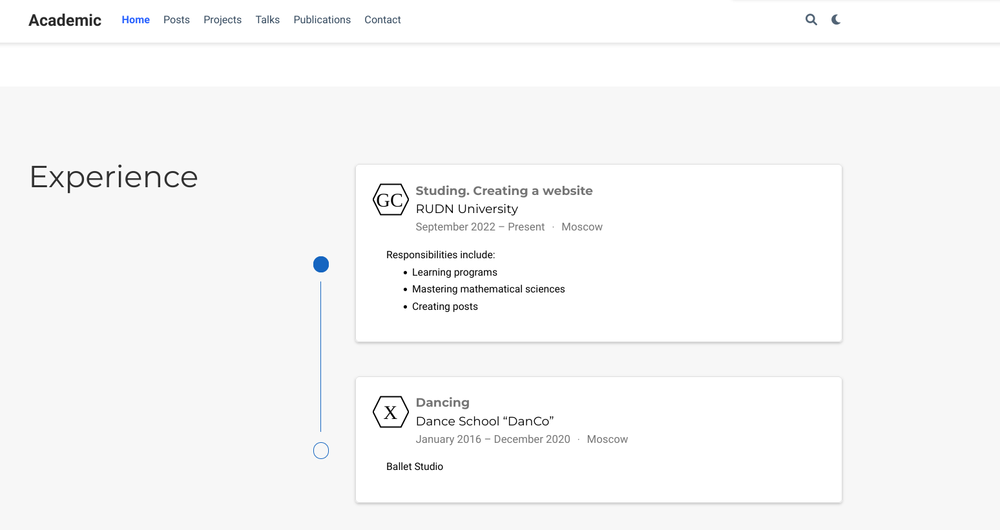 Academic Home Posts Projects Talks Publications Contact
Experience
GC
Studing. Creating a website
RUDN University
September 2022 – Present · Moscow
Responsibilities include:
• Learning programs
• Mastering mathematical sciences
• Creating posts
X
Dancing
Dance School “DanCo”
January 2016 – December 2020 · Moscow
Ballet Studio